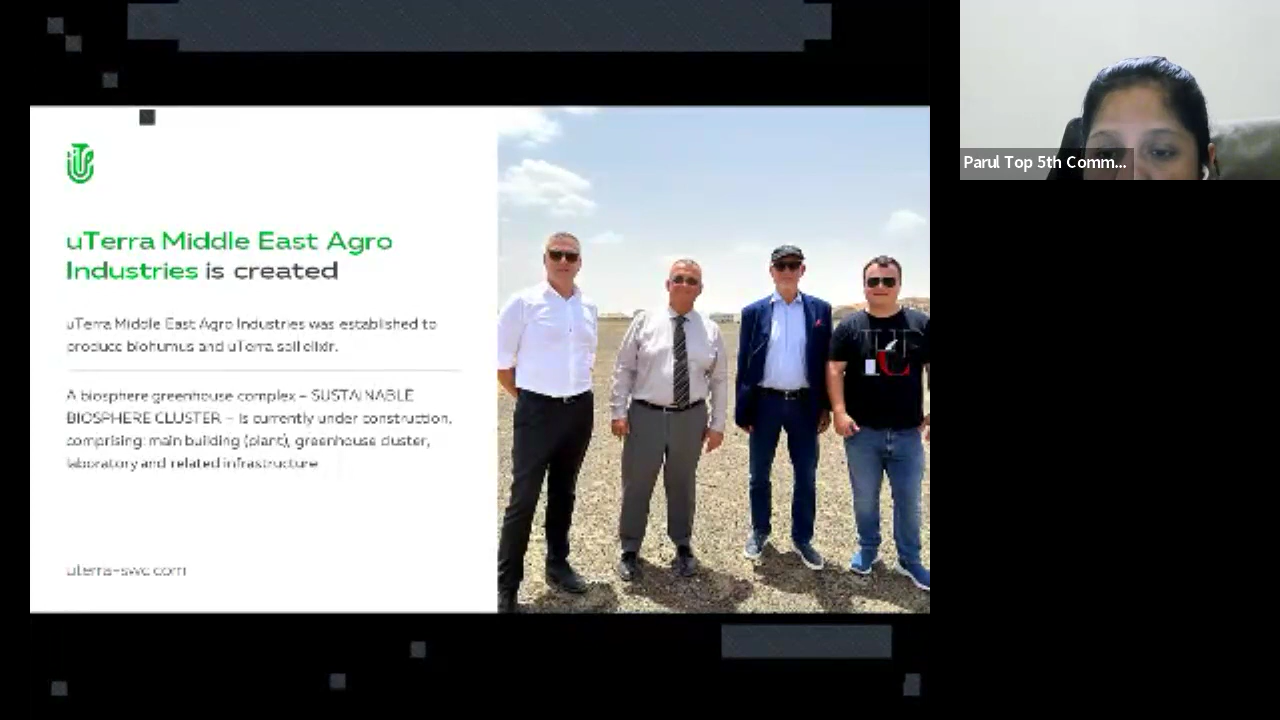 uTerra Middle East Agro
Industries is created
uTerra Middle East Agro Industries was established to
produce biohumus and uTerra soil elixir.
A biosphere greenhouse complex – SUSTAINABLE
BIOSPHERE CLUSTER – is currently under construction,
comprising: main building (plant), greenhouse cluster,
laboratory and related infrastructure
uterra-swc.com
Parul Top 5th Comm...